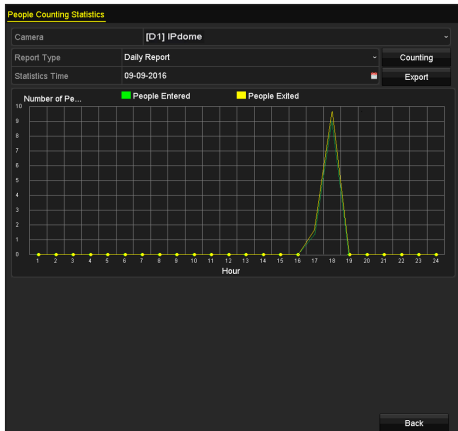 People Counting Statistics
Camera [D1] IPdome
Report Type Daily Report Counting
Statistics Time 09-09-2016 Export
Number of Pe... People Entered People Exited
10
9
8
7
6
5
4
3
2
1
0
1 2 3 4 5 6 7 8 9 10 11 12 13 14 15 16 17 18 19 20 21 22 23 24
Hour
Back